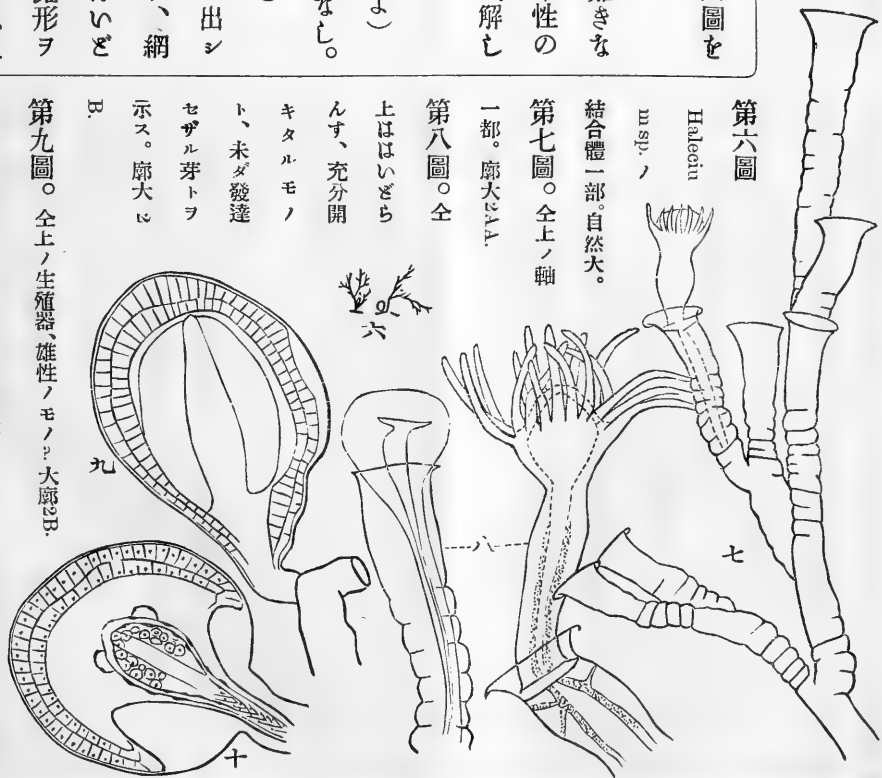 圖を
きな
性の
解し
よ）
なし。
）
出シ
、網
いど
形ヲ
第六圖
Haleciu
m sp. ノ
結合體一部。自然大。
第七圖。仝上ノ軸
一都。廓大2AA.
第八圖。仝
上ははいどら
んす、充分開
キタルモノ
ト、未ダ發達
セザル芽トヲ
示ス。廓大 2
B.
第九圖。仝上ノ生殖器、雄性ノモノ?。大廓2B.
六
七
八
九
十